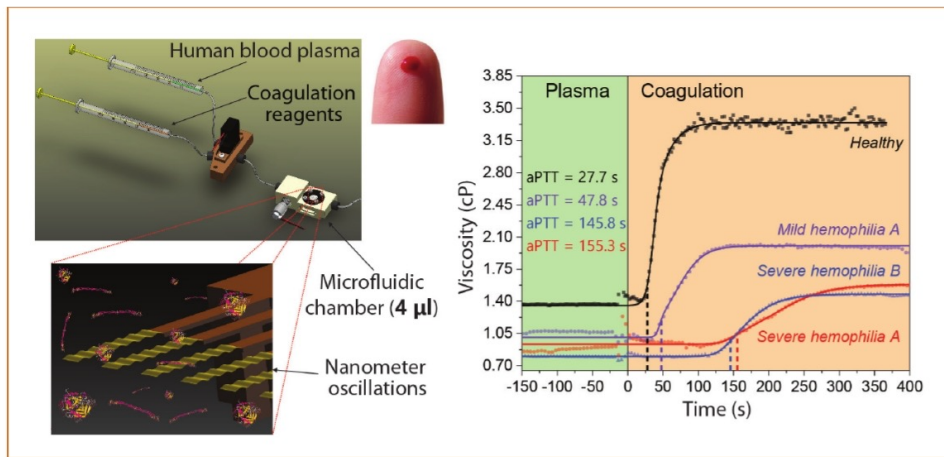 Human blood plasma
Coagulation
reagents
Microfluidic
chamber (4 µl)
Nanometer
oscillations
Plasma
Coagulation
Healthy
aPTT = 27.7 s
aPTT = 47.8 s
aPTT = 145.8 s
aPTT = 155.3 s
Mild hemophilia A
Severe hemophilia B
Severe hemophilia A
Viscosity (cP)
3.85
3.50
3.15
2.80
2.45
2.10
1.75
1.40
1.05
0.70
-150 -100 -50 0 50 100 150 200 250 300 350 400
Time (s)